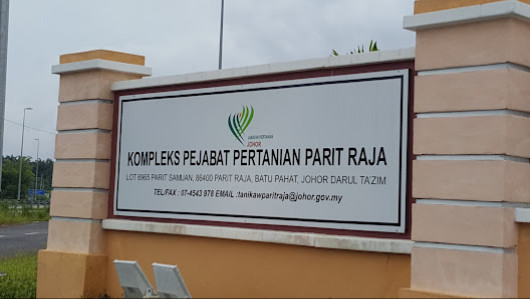 JABATAN PERTANIAN
JOHOR
KOMPLEKS PEJABAT PERTANIAN PARIT RAJA
LOT 6965 PARIT SAMIJAN, 86400 PARIT RAJA, BATU PAHAT, JOHOR DARUL TA'ZIM
TEL/FAX : 07-4543 978 EMAIL :tanikawparitraja@johor.gov.my